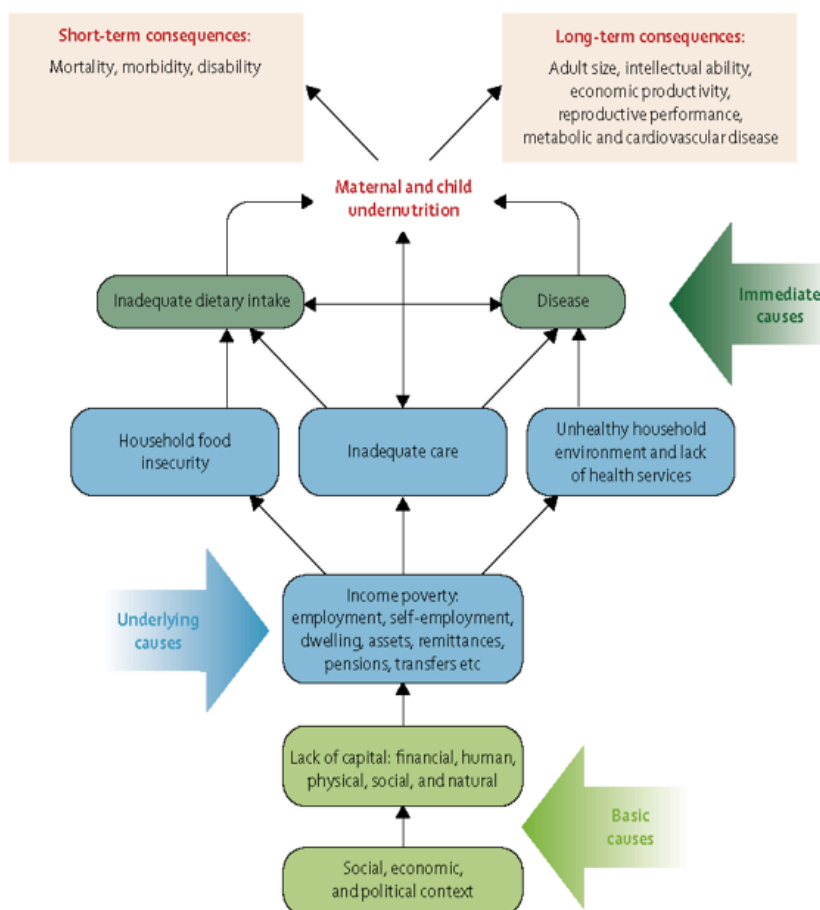 Short-term consequences:
Mortality, morbidity, disability
Long-term consequences:
Adult size, intellectual ability,
economic productivity,
reproductive performance,
metabolic and cardiovascular disease
Maternal and child
undernutrition
Inadequate dietary intake
Disease
Immediate
causes
Household food
insecurity
Inadequate care
Unhealthy household
environment and lack
of health services
Underlying
causes
Income poverty:
employment, self-employment,
dwelling, assets, remittances,
pensions, transfers etc
Lack of capital: financial, human,
physical, social, and natural
Basic
causes
Social, economic,
and political context